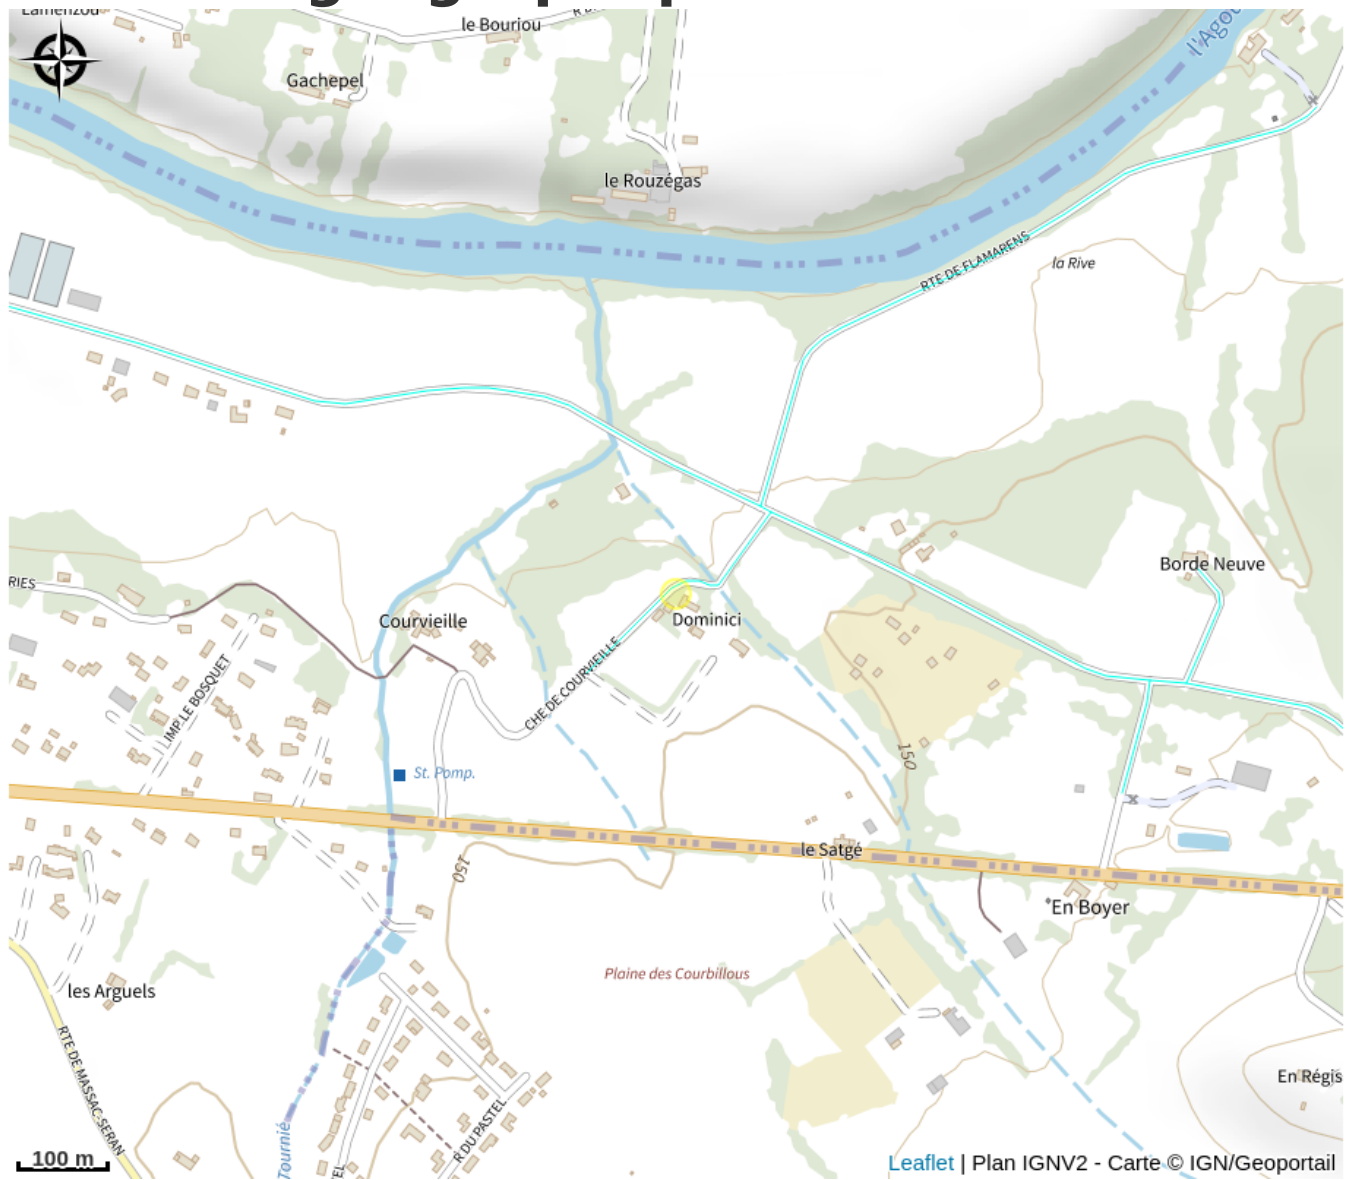 le Bouriou
Gachepel
l'Agou
le Rouzégas
RTE DE FLAMARENS
la Rive
Borde Neuve
RIES
Courvieille
Dominici
CHE DE COURVIEILLE
IMP LE BOSQUET
150
St. Pomp.
le Satgé
150
En Boyer
Plaine des Courbillous
les Arguels
RTE DE MASSAC-SERAN
En Régis
R DU PASTEL
Tournié
TEL
100 m
Leaflet | Plan IGNV2 - Carte © IGN/Geoportail